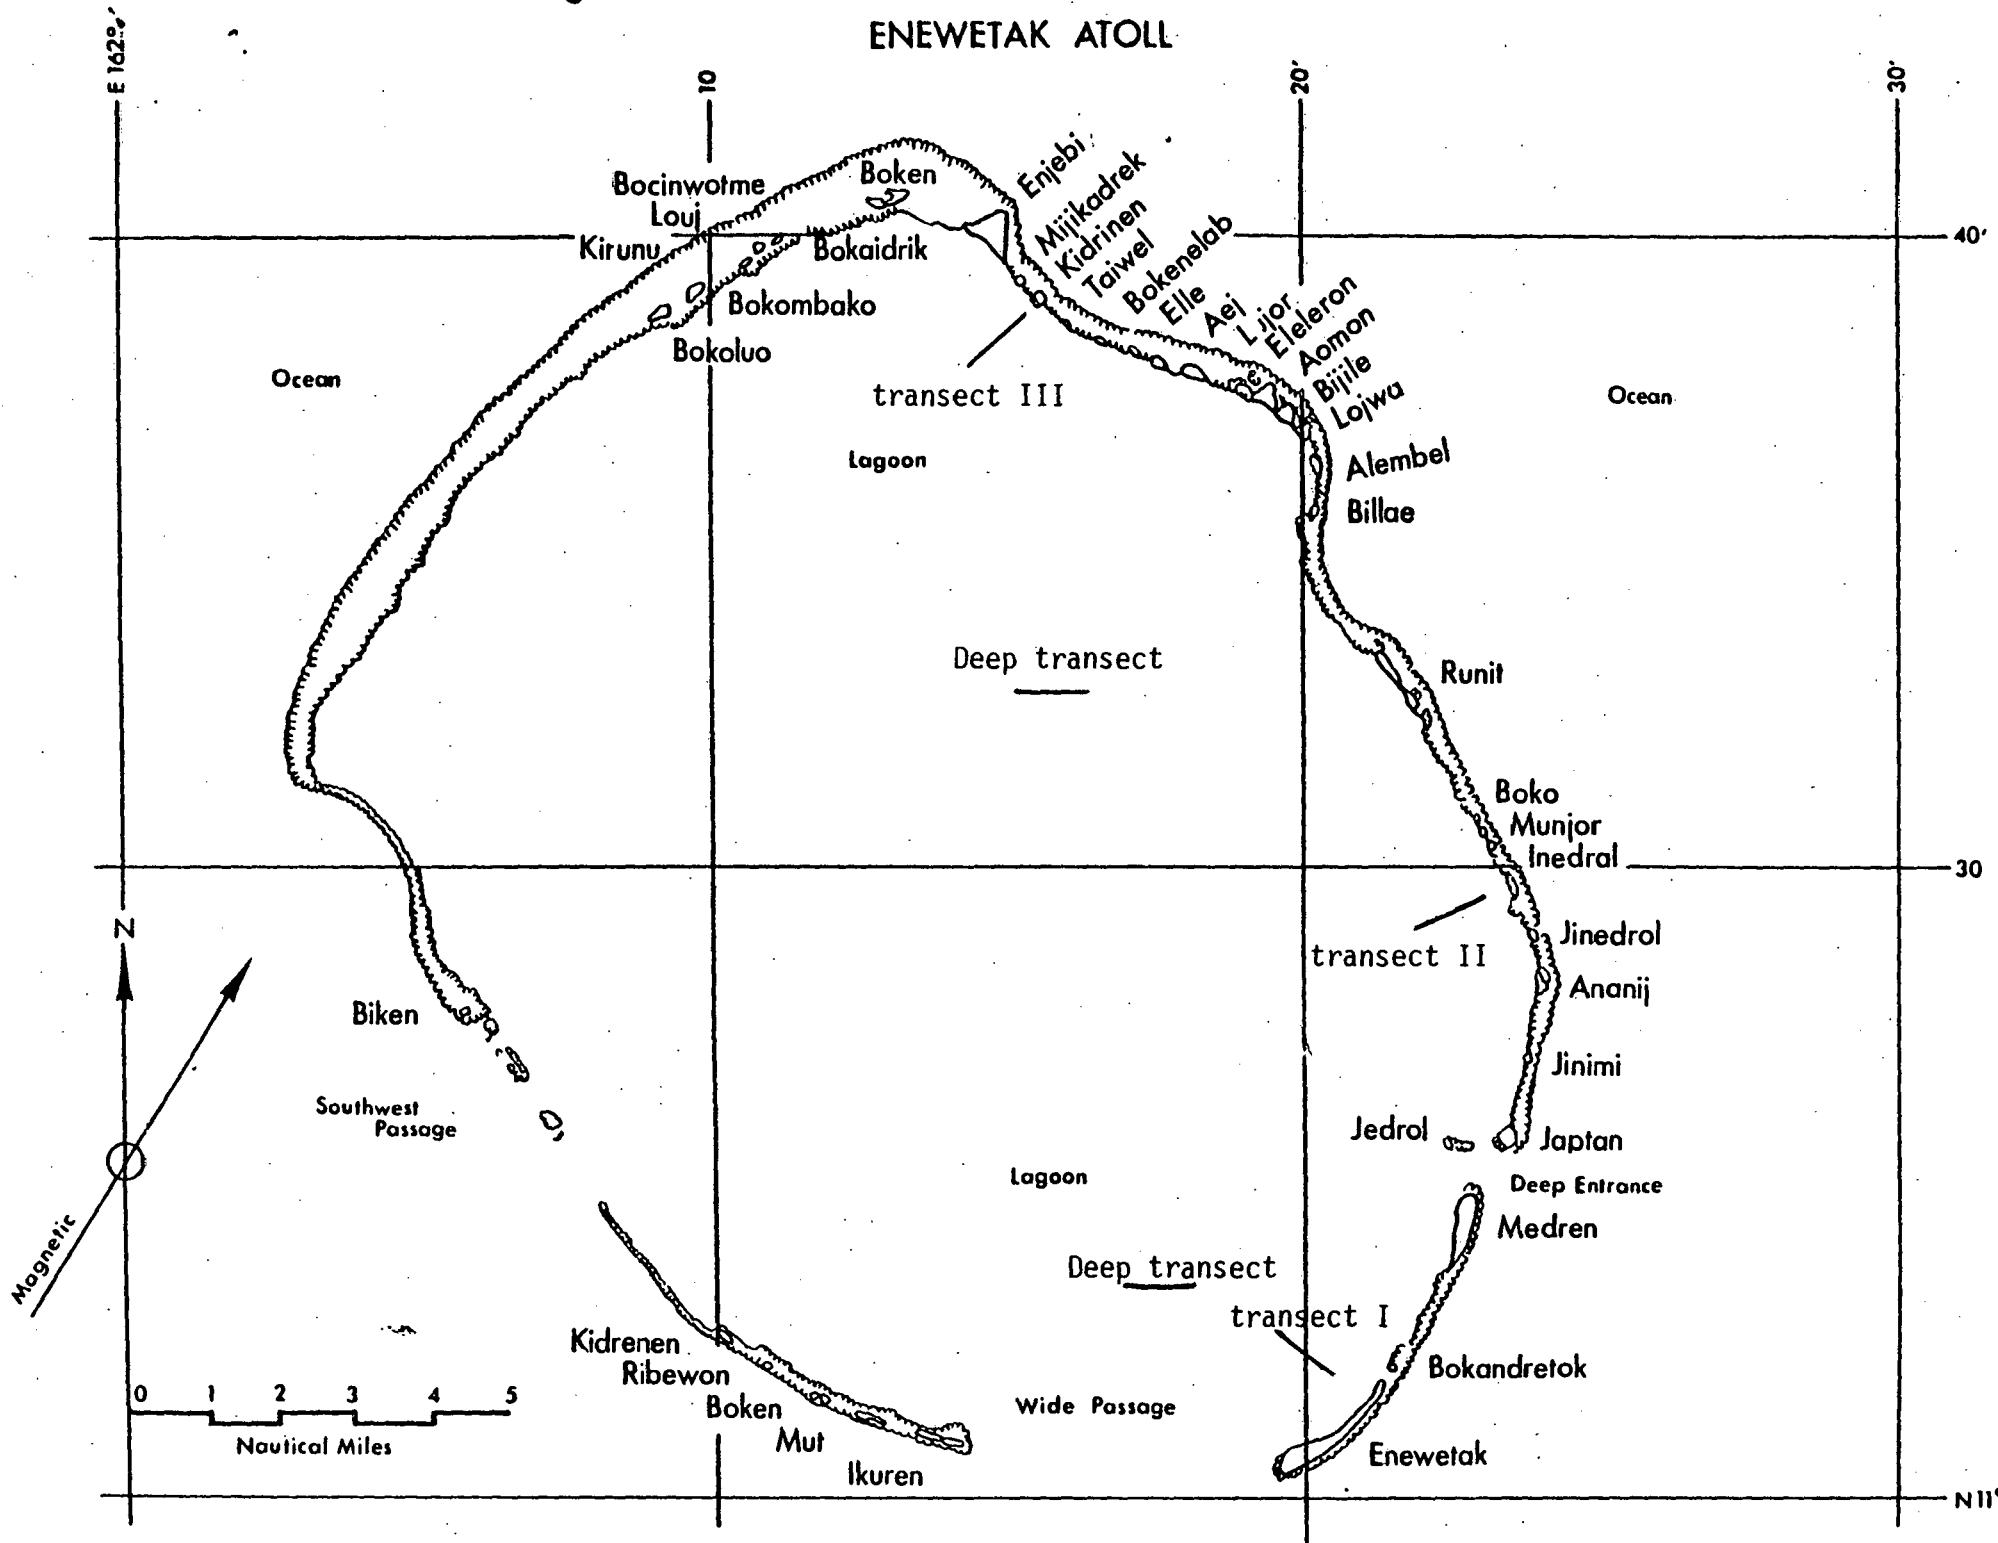 ENEWETAK ATOLL
E 162°
10
20'
30'
Enjebi
Mijikadrek
Kidrinen
Taiwel
Bokenelab
Elle
Aej
Lujor
Eleleron
Aomon
Bijile
Lojwa
Boken
Bocinwotme
Louj
Kirunu
Bokaidrik
Bokombako
Bokoluo
40'
Ocean
transect III
Ocean
Lagoon
Alembel
Billae
Deep transect
Runit
Boko
Munjor
Inedral
30
N
transect II
Jinedrol
Ananij
Biken
Jinimi
Southwest
Passage
Jedrol
Japtan
Lagoon
Deep Entrance
Medren
Magnetic
Deep transect
transect I
Kidrenen
Ribewon
Boken
Mut
Ikuren
Wide Passage
Bokandretok
Enewetak
0 1 2 3 4 5
Nautical Miles
N 11°